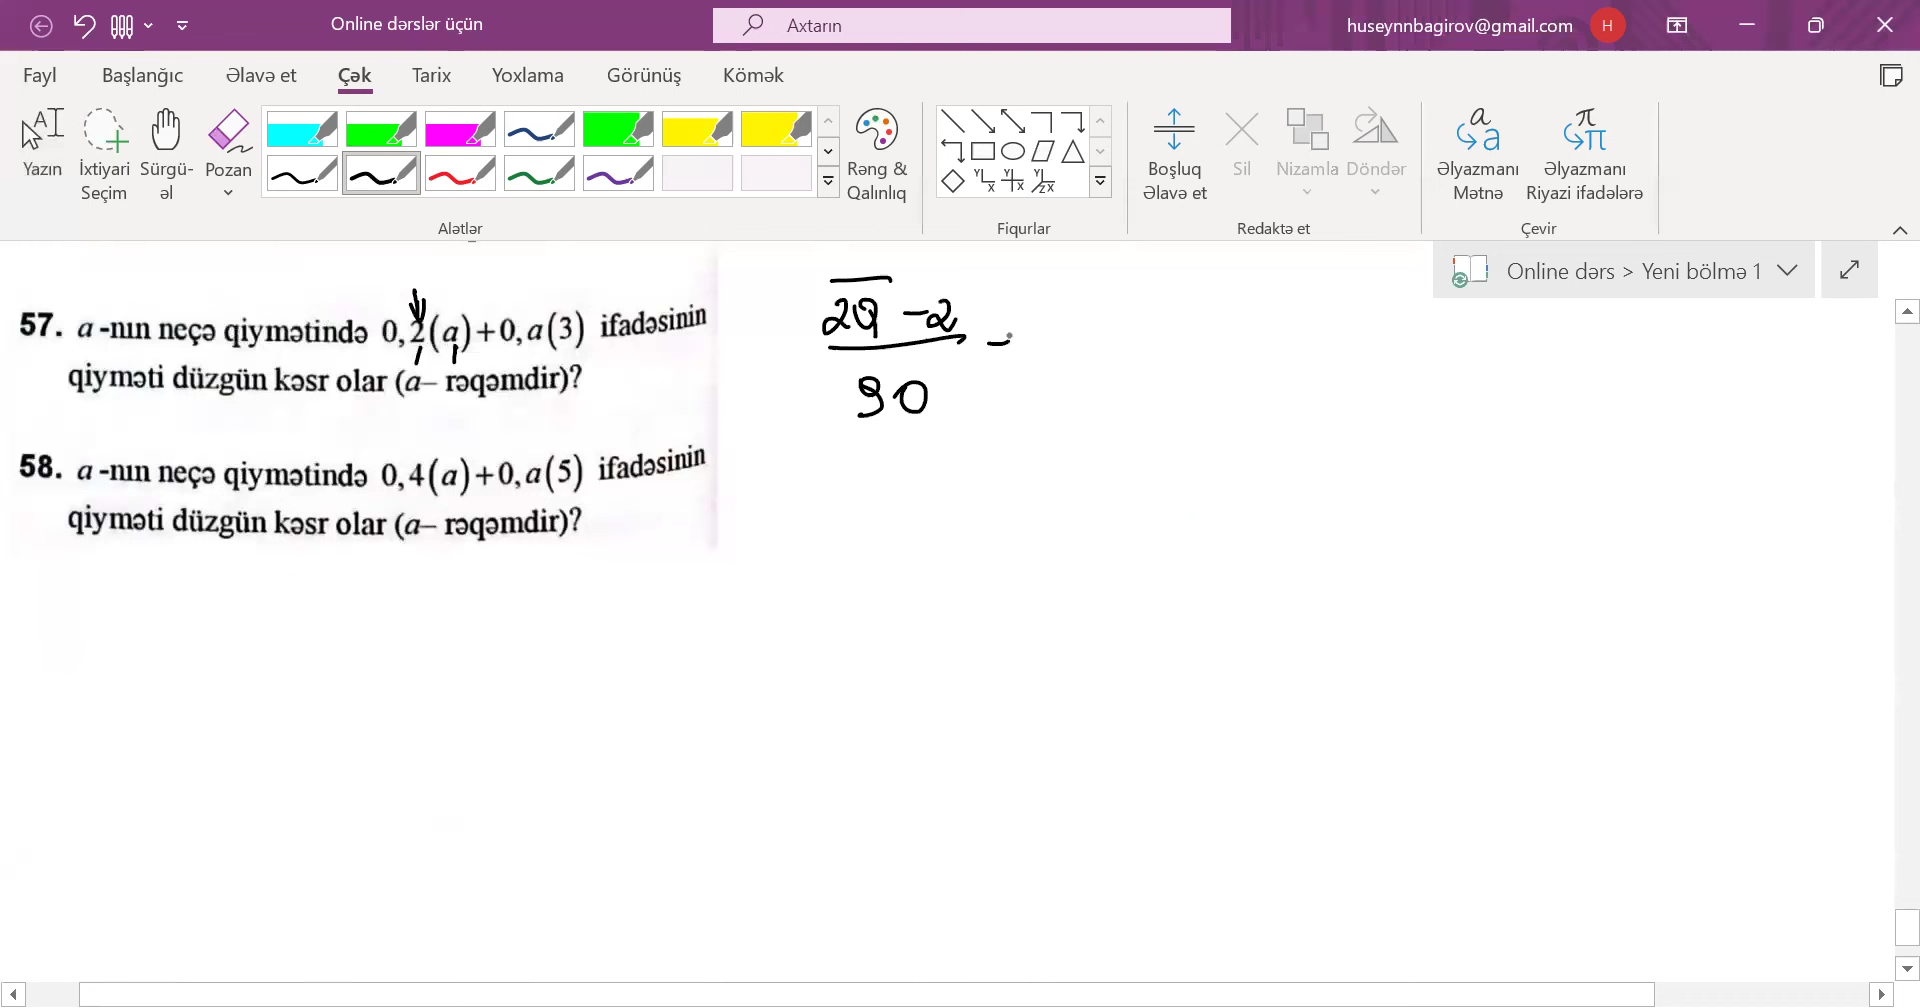 Online dərslər üçün
Axtarın
huseynnbagirov@gmail.com
H
Fayl Başlanğıc Əlavə et Çək Tarix Yoxlama Görünüş Kömək
Yazın
İxtiyari Seçim
Sürgü-əl
Pozan
Rəng & Qalınlıq
Boşluq Əlavə et
Sil
Nizamla
Döndər
Əlyazmanı Mətnə
Əlyazmanı Riyazi ifadələrə
Alətlər
Fiqurlar
Redaktə et
Çevir
Online dərs > Yeni bölmə 1
57. a -nın neçə qiymətində 0,2(a)+0,a(3) ifadəsinin
qiyməti düzgün kəsr olar (a– rəqəmdir)?
58. a -nın neçə qiymətində 0,4(a)+0,a(5) ifadəsinin
qiyməti düzgün kəsr olar (a– rəqəmdir)?
2a -2
90